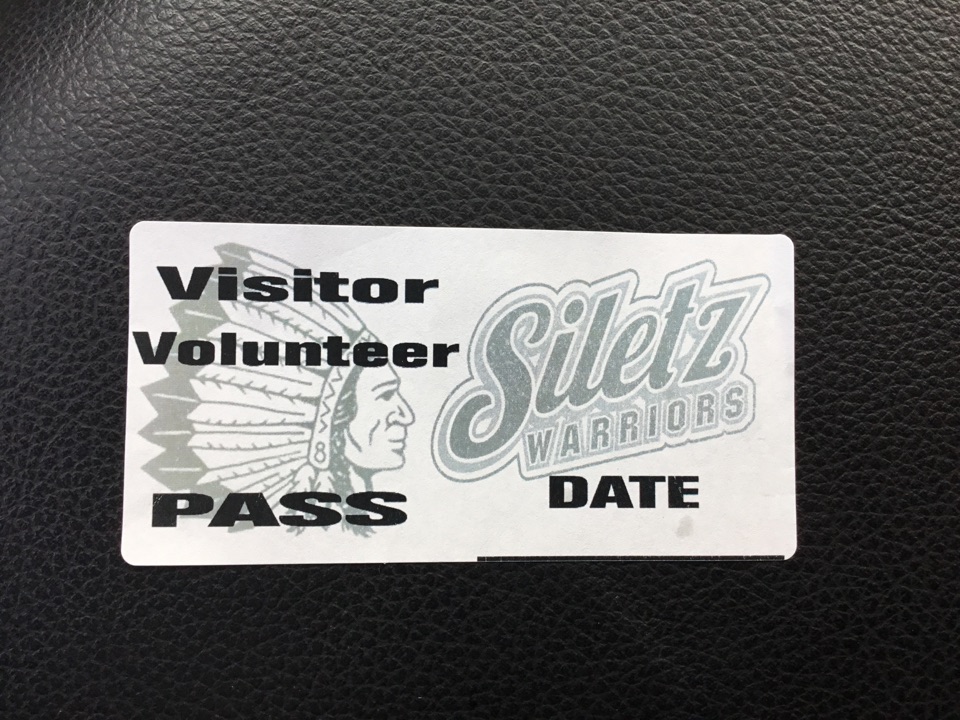 Visitor
Volunteer
PASS
Siletz
WARRIORS
DATE